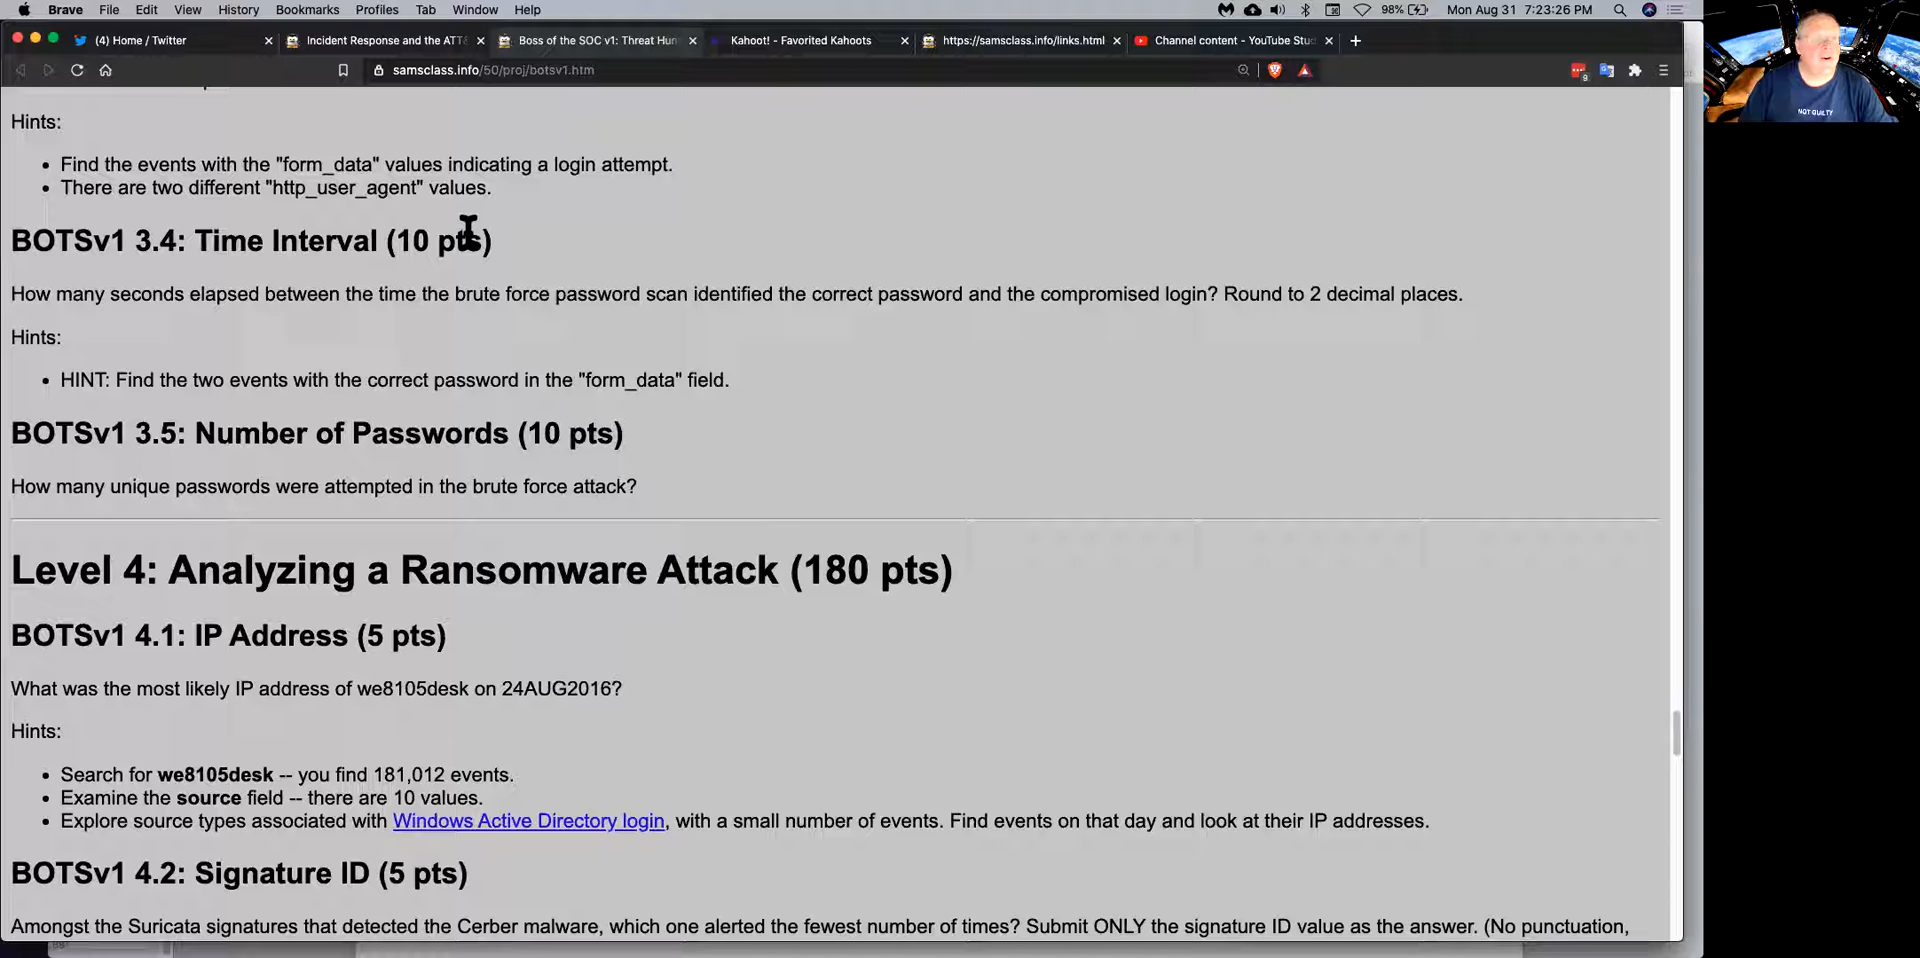 Brave File Edit View History Bookmarks Profiles Tab Window Help 98% Mon Aug 31 7:23:26 PM
(4) Home / Twitter Incident Response and the ATT& Boss of the SOC v1: Threat Hun Kahoot! - Favorited Kahoots https://samsclass.info/links.html Channel content - YouTube Stud
samsclass.info/50/proj/botsv1.htm 9
NOT GUILTY
Hints:
• Find the events with the "form_data" values indicating a login attempt.
• There are two different "http_user_agent" values.
BOTSv1 3.4: Time Interval (10 pts)
How many seconds elapsed between the time the brute force password scan identified the correct password and the compromised login? Round to 2 decimal places.
Hints:
• HINT: Find the two events with the correct password in the "form_data" field.
BOTSv1 3.5: Number of Passwords (10 pts)
How many unique passwords were attempted in the brute force attack?
Level 4: Analyzing a Ransomware Attack (180 pts)
BOTSv1 4.1: IP Address (5 pts)
What was the most likely IP address of we8105desk on 24AUG2016?
Hints:
• Search for we8105desk -- you find 181,012 events.
• Examine the source field -- there are 10 values.
• Explore source types associated with Windows Active Directory login, with a small number of events. Find events on that day and look at their IP addresses.
BOTSv1 4.2: Signature ID (5 pts)
Amongst the Suricata signatures that detected the Cerber malware, which one alerted the fewest number of times? Submit ONLY the signature ID value as the answer. (No punctuation,